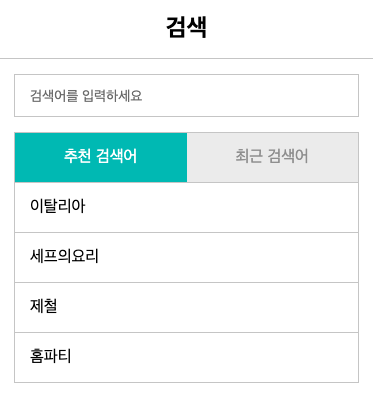 검색
검색어를 입력하세요
추천 검색어 최근 검색어
이탈리아
세프의요리
제철
홈파티